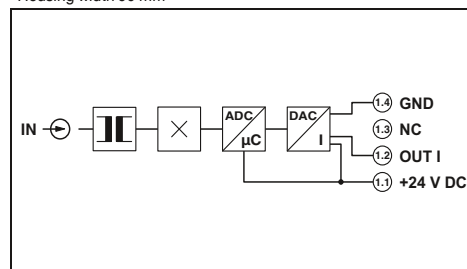 Housing width 35 mm
IN
ADC
µC
DAC
I
1.4 GND
1.3 NC
1.2 OUT I
1.1 +24 V DC